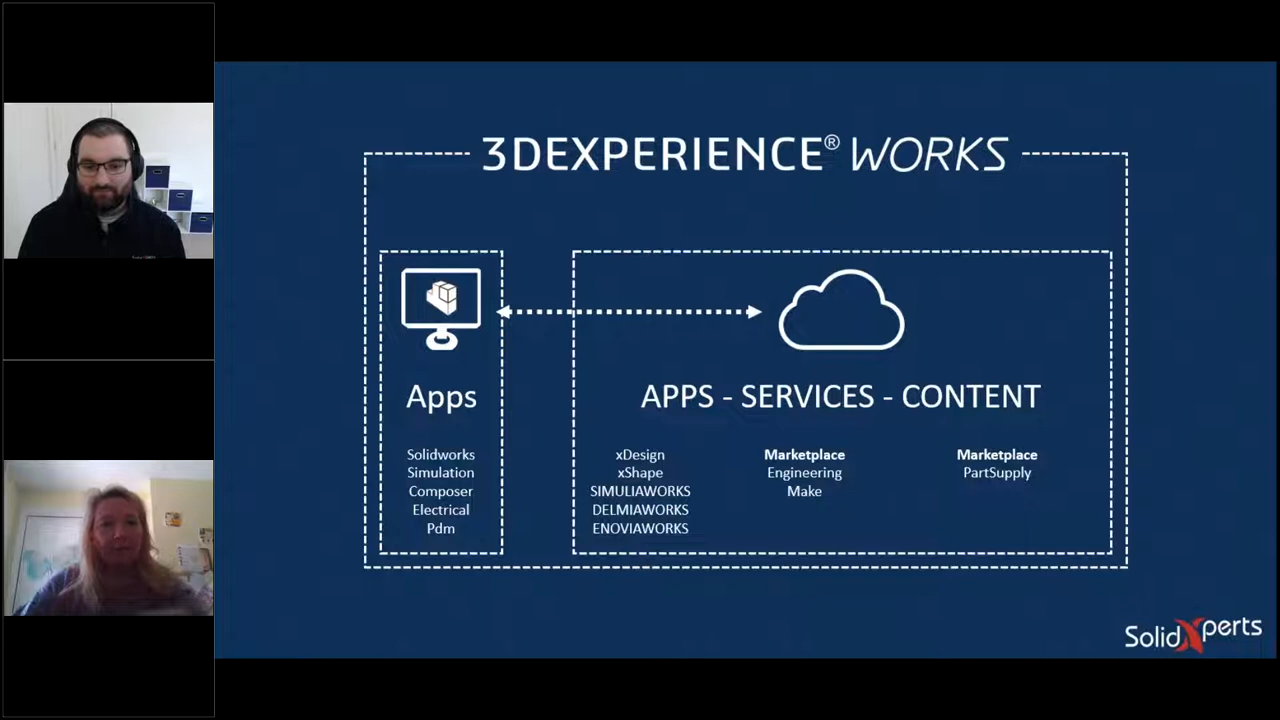 3DEXPERIENCE® WORKS
Apps
Solidworks
Simulation
Composer
Electrical
Pdm
APPS - SERVICES - CONTENT
xDesign
xShape
SIMULIAWORKS
DELMIAWORKS
ENOVIAWORKS
Marketplace
Engineering
Make
Marketplace
PartSupply
SolidXperts